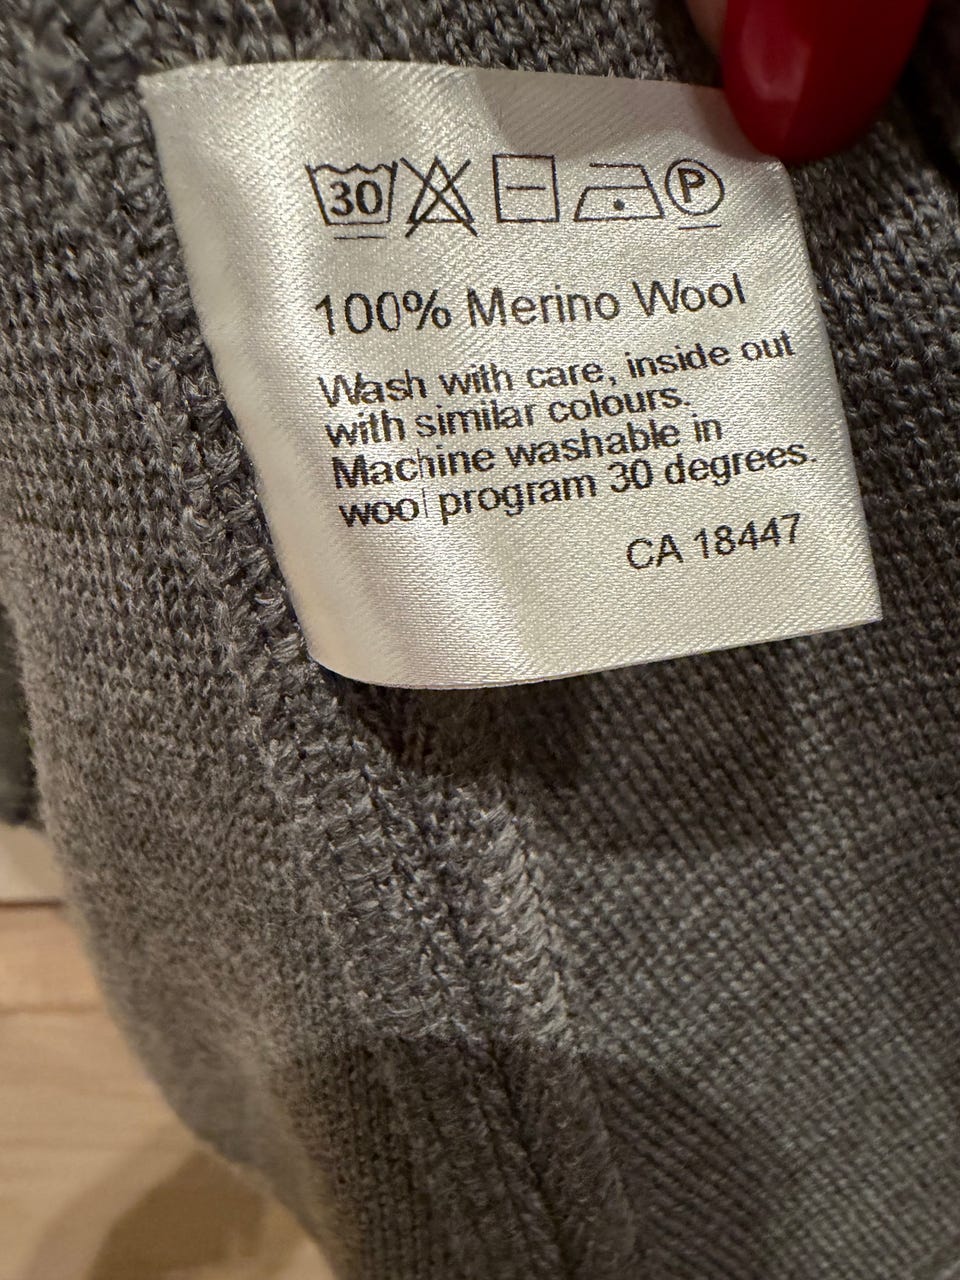 30 P
100% Merino Wool
Wash with care, inside out
with similar colours.
Machine washable in
wool program 30 degrees.
CA 18447